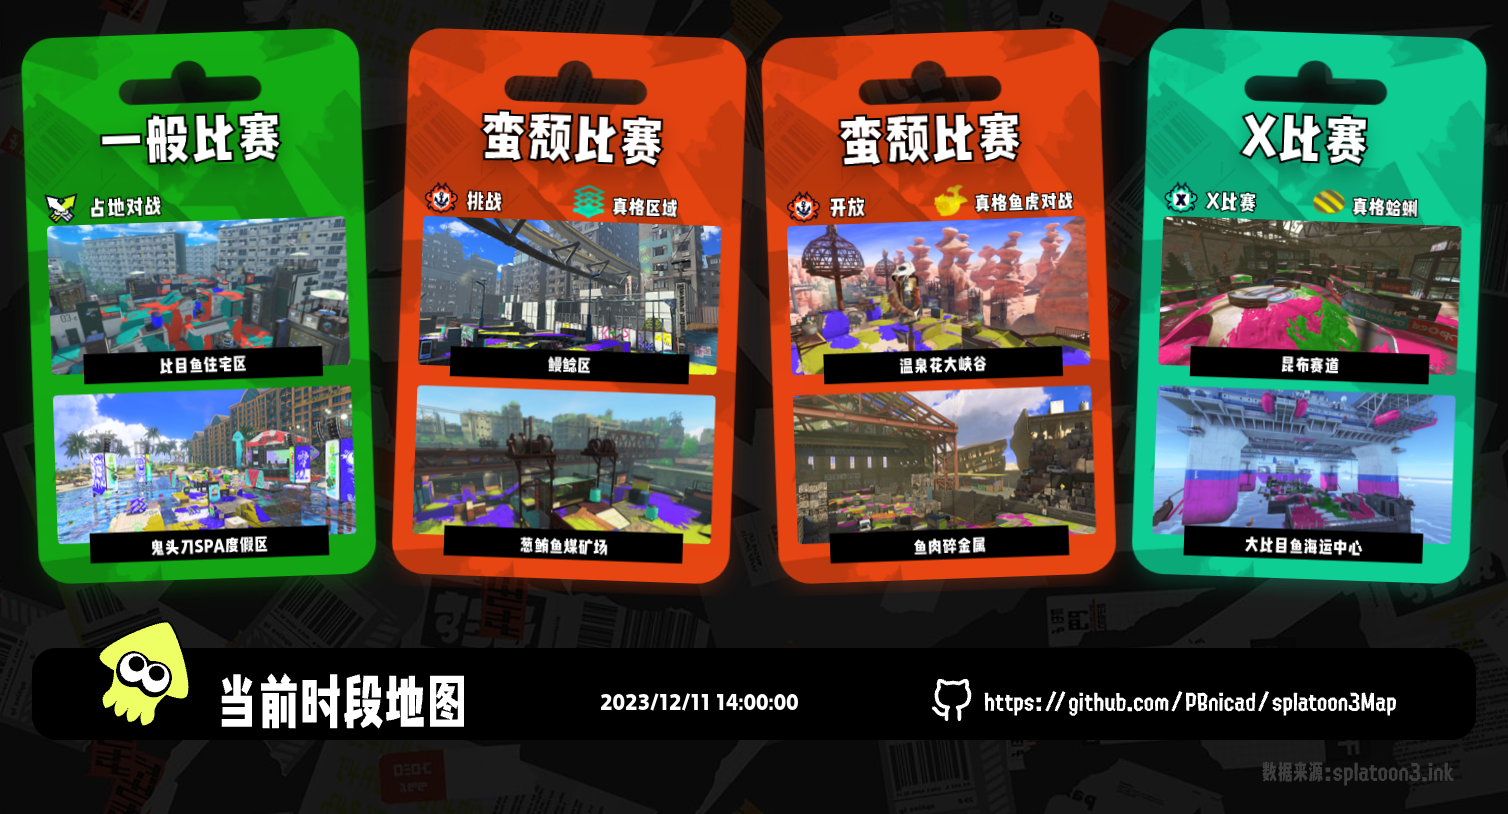 一般比赛
占地对战
比目鱼住宅区
鬼头刀SPA度假区
蛮颓比赛
挑战
真格区域
鳗鲶区
葱鲔鱼煤矿场
蛮颓比赛
开放
真格鱼虎对战
温泉花大峡谷
鱼肉碎金属
X比赛
X比赛
真格蛤蜊
昆布赛道
大比目鱼海运中心
当前时段地图
2023/12/11 14:00:00
https://github.com/PBnicad/splatoon3Map
数据来源:splatoon3.ink